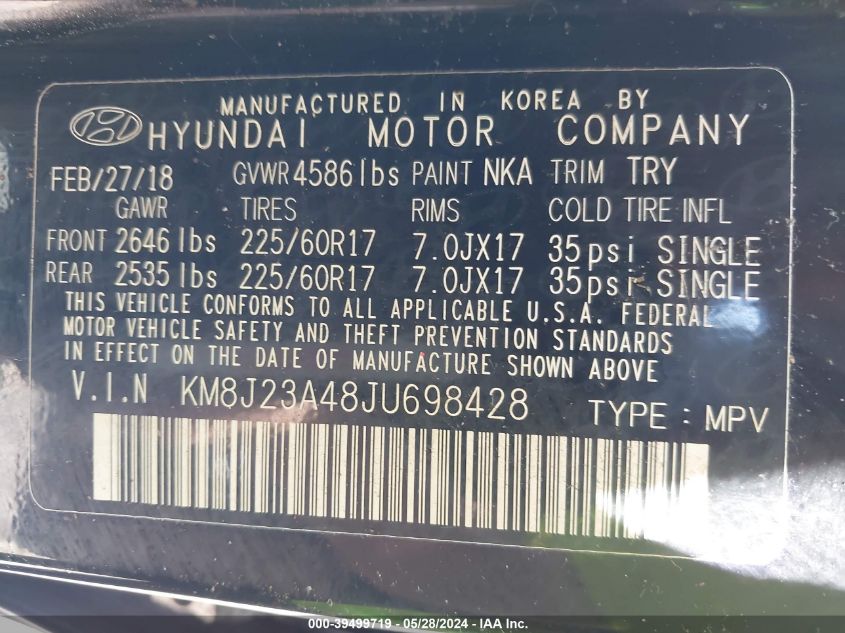 MANUFACTURED IN KOREA BY
HYUNDAI MOTOR COMPANY
FEB/27/18 GVWR 4586 lbs PAINT NKA TRIM TRY
GAWR TIRES RIMS COLD TIRE INFL
FRONT 2646 lbs 225/60R17 7.0JX17 35psi SINGLE
REAR 2535 lbs 225/60R17 7.0JX17 35psi SINGLE
THIS VEHICLE CONFORMS TO ALL APPLICABLE U.S.A. FEDERAL
MOTOR VEHICLE SAFETY AND THEFT PREVENTION STANDARDS
IN EFFECT ON THE DATE OF MANUFACTURE SHOWN ABOVE
V.I.N KM8J23A48JU698428 TYPE : MPV
000-39499719 - 05/28/2024 - IAA Inc.